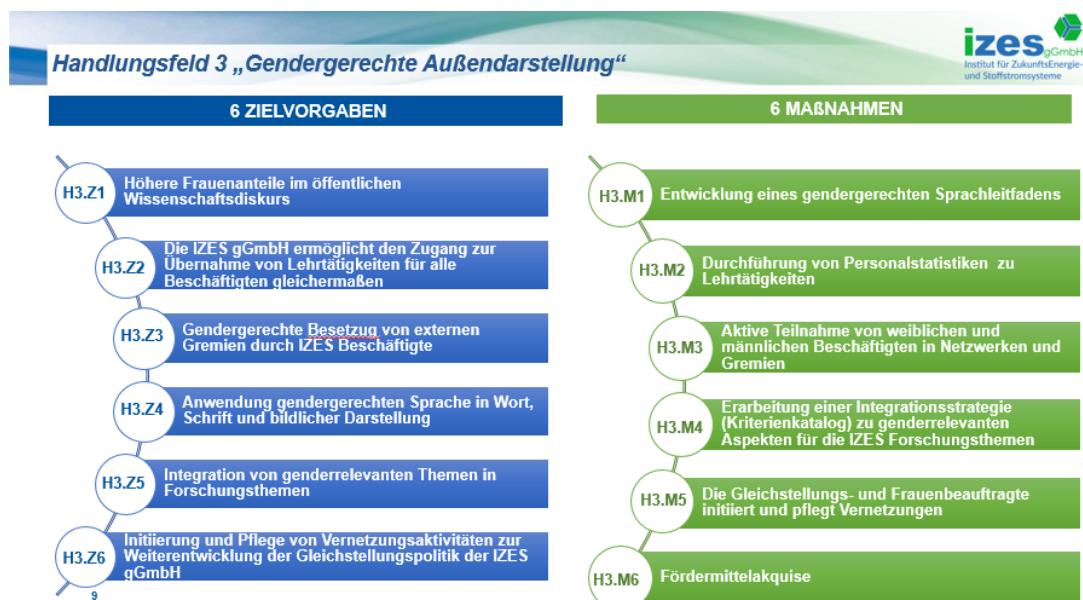 Handlungsfeld 3 „Gendergerechte Außendarstellung“
izes gGmbH
Institut für ZukunftsEnergie-
und Stoffstromsysteme
6 ZIELVORGABEN
H3.Z1
Höhere Frauenanteile im öffentlichen
Wissenschaftsdiskurs
H3.Z2
Die IZES gGmbH ermöglicht den Zugang zur
Übernahme von Lehrtätigkeiten für alle
Beschäftigten gleichermaßen
H3.Z3
Gendergerechte Besetzug von externen
Gremien durch IZES Beschäftigte
H3.Z4
Anwendung gendergerechten Sprache in Wort,
Schrift und bildlicher Darstellung
H3.Z5
Integration von genderrelevanten Themen in
Forschungsthemen
H3.Z6
Initiierung und Pflege von Vernetzungsaktivitäten zur
Weiterentwicklung der Gleichstellungspolitik der IZES
gGmbH
9
6 MAßNAHMEN
H3.M1
Entwicklung eines gendergerechten Sprachleitfadens
H3.M2
Durchführung von Personalstatistiken zu
Lehrtätigkeiten
H3.M3
Aktive Teilnahme von weiblichen und
männlichen Beschäftigten in Netzwerken und
Gremien
H3.M4
Erarbeitung einer Integrationsstrategie
(Kriterienkatalog) zu genderrelevanten
Aspekten für die IZES Forschungsthemen
H3.M5
Die Gleichstellungs- und Frauenbeauftragte
initiiert und pflegt Vernetzungen
H3.M6
Fördermittelakquise